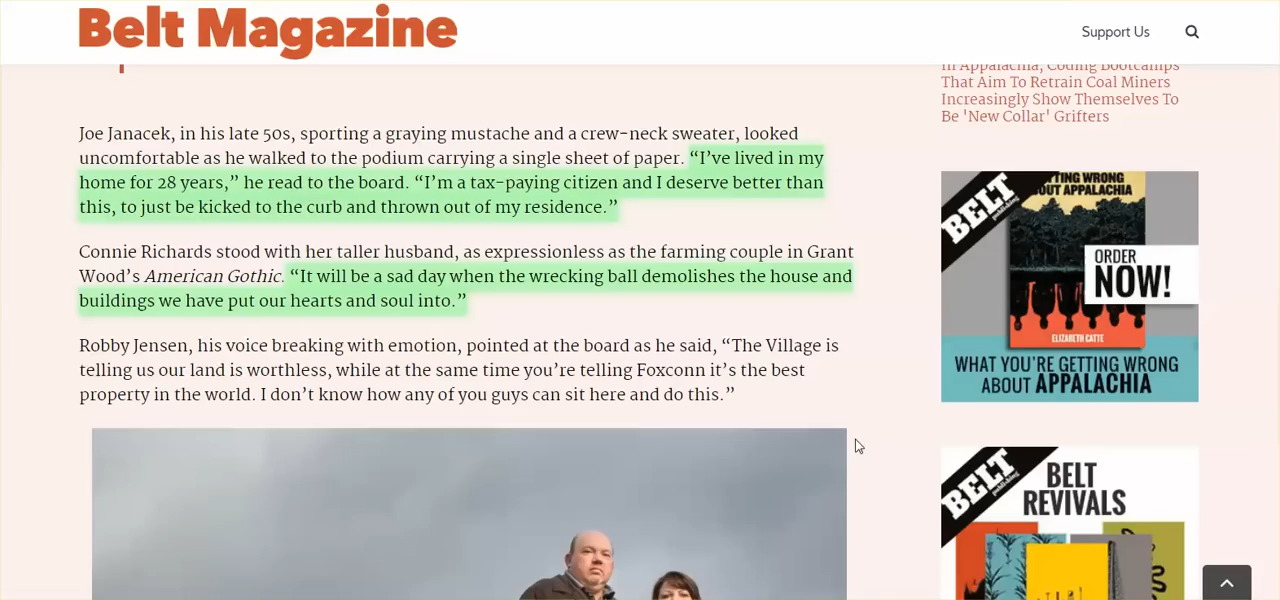 Belt Magazine
Support Us
In Appalachia, Coding Bootcamps
That Aim To Retrain Coal Miners
Increasingly Show Themselves To
Be 'New Collar' Grifters
Joe Janacek, in his late 50s, sporting a graying mustache and a crew-neck sweater, looked
uncomfortable as he walked to the podium carrying a single sheet of paper. “I’ve lived in my
home for 28 years,” he read to the board. “I’m a tax-paying citizen and I deserve better than
this, to just be kicked to the curb and thrown out of my residence.”
Connie Richards stood with her taller husband, as expressionless as the farming couple in Grant
Wood’s American Gothic. “It will be a sad day when the wrecking ball demolishes the house and
buildings we have put our hearts and soul into.”
Robby Jensen, his voice breaking with emotion, pointed at the board as he said, “The Village is
telling us our land is worthless, while at the same time you’re telling Foxconn it’s the best
property in the world. I don’t know how any of you guys can sit here and do this.”
BELT
publishing
TTING WRONG
OUT APPALACHIA
ORDER
NOW!
ELIZABETH CATTE
WHAT YOU’RE GETTING WRONG
ABOUT APPALACHIA
BELT
publishing
BELT
REVIVALS